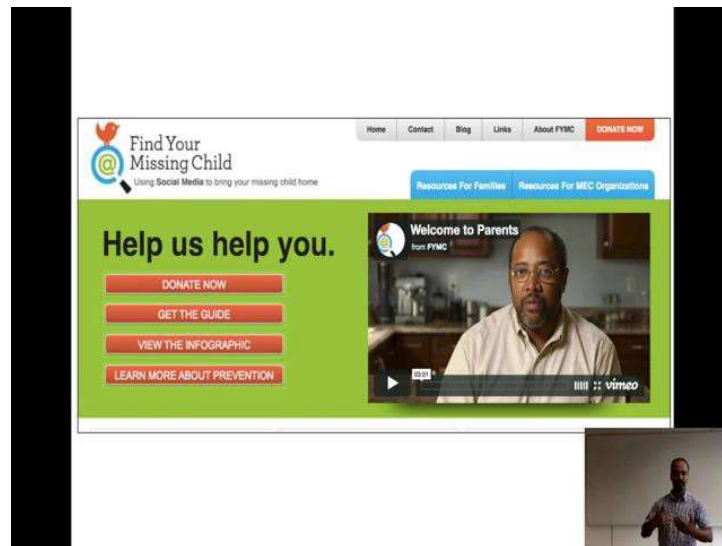 Home Contact Blog Links About FYMC DONATE NOW
Find Your
Missing Child
Using Social Media to bring your missing child home
Resources For Families Resources For MEC Organizations
Help us help you.
DONATE NOW
GET THE GUIDE
VIEW THE INFOGRAPHIC
LEARN MORE ABOUT PREVENTION
Welcome to Parents
from FYMC
03:01
vimeo